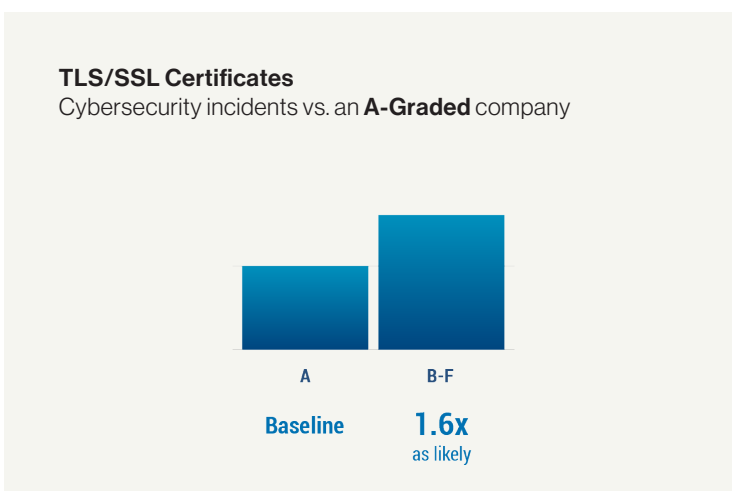 TLS/SSL Certificates
Cybersecurity incidents vs. an A-Graded company
A
B-F
Baseline
1.6x
as likely